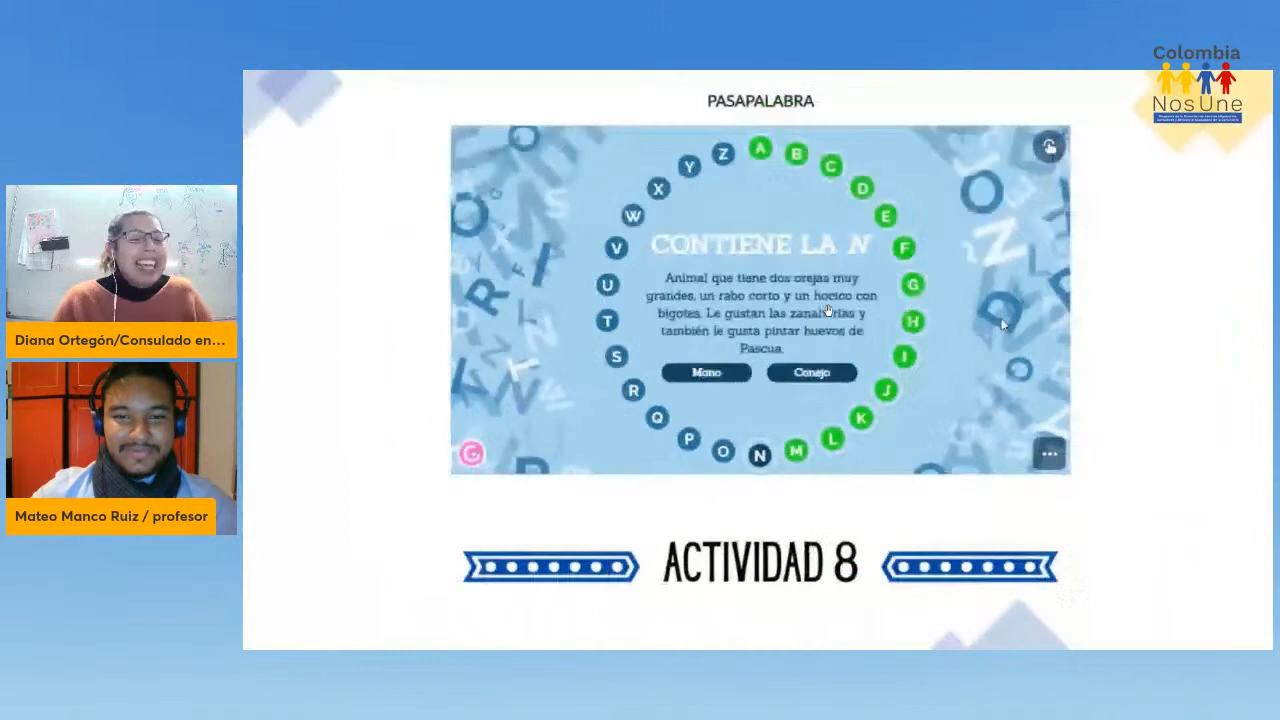 Colombia
NosUne
PASAPALABRA
A
B
C
D
E
F
G
H
I
J
K
L
M
N
O
P
Q
R
S
T
U
V
W
X
Y
Z
CONTIENE LA N
Animal que tiene dos orejas muy
grandes, un rabo corto y un hocico con
bigotes. Le gustan las zanahorias y
también le gusta pintar huevos de
Pascua.
Mono
Conejo
Diana Ortegón/Consulado en...
Mateo Manco Ruiz / profesor
ACTIVIDAD 8